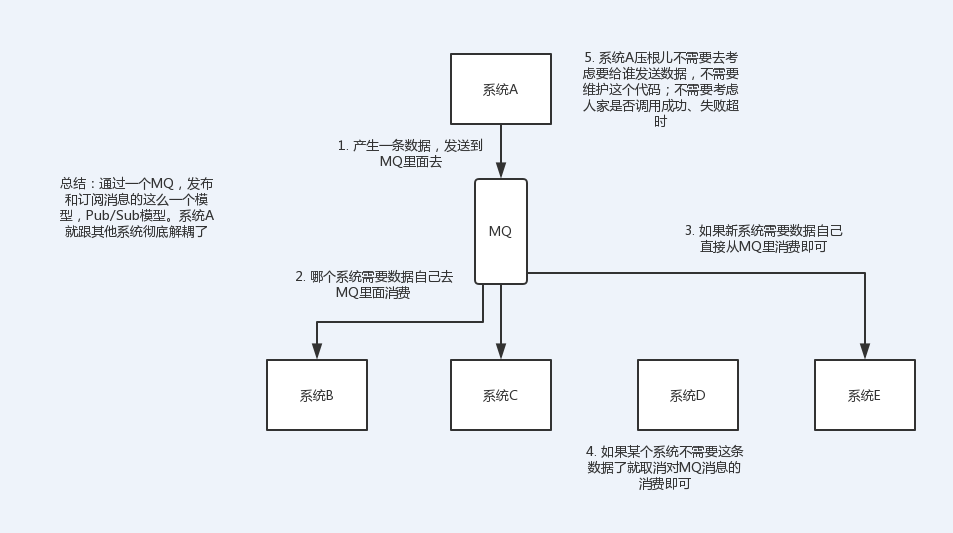 系统A
5. 系统A压根儿不需要去考
虑要给谁发送数据，不需要
维护这个代码；不需要考虑
人家是否调用成功、失败超
时
1. 产生一条数据，发送到
MQ里面去
总结：通过一个MQ，发布
和订阅消息的这么一个模
型，Pub/Sub模型。系统A
就跟其他系统彻底解耦了
MQ
3. 如果新系统需要数据自己
直接从MQ里消费即可
2. 哪个系统需要数据自己去
MQ里面消费
系统B
系统C
系统D
系统E
4. 如果某个系统不需要这条
数据了就取消对MQ消息的
消费即可